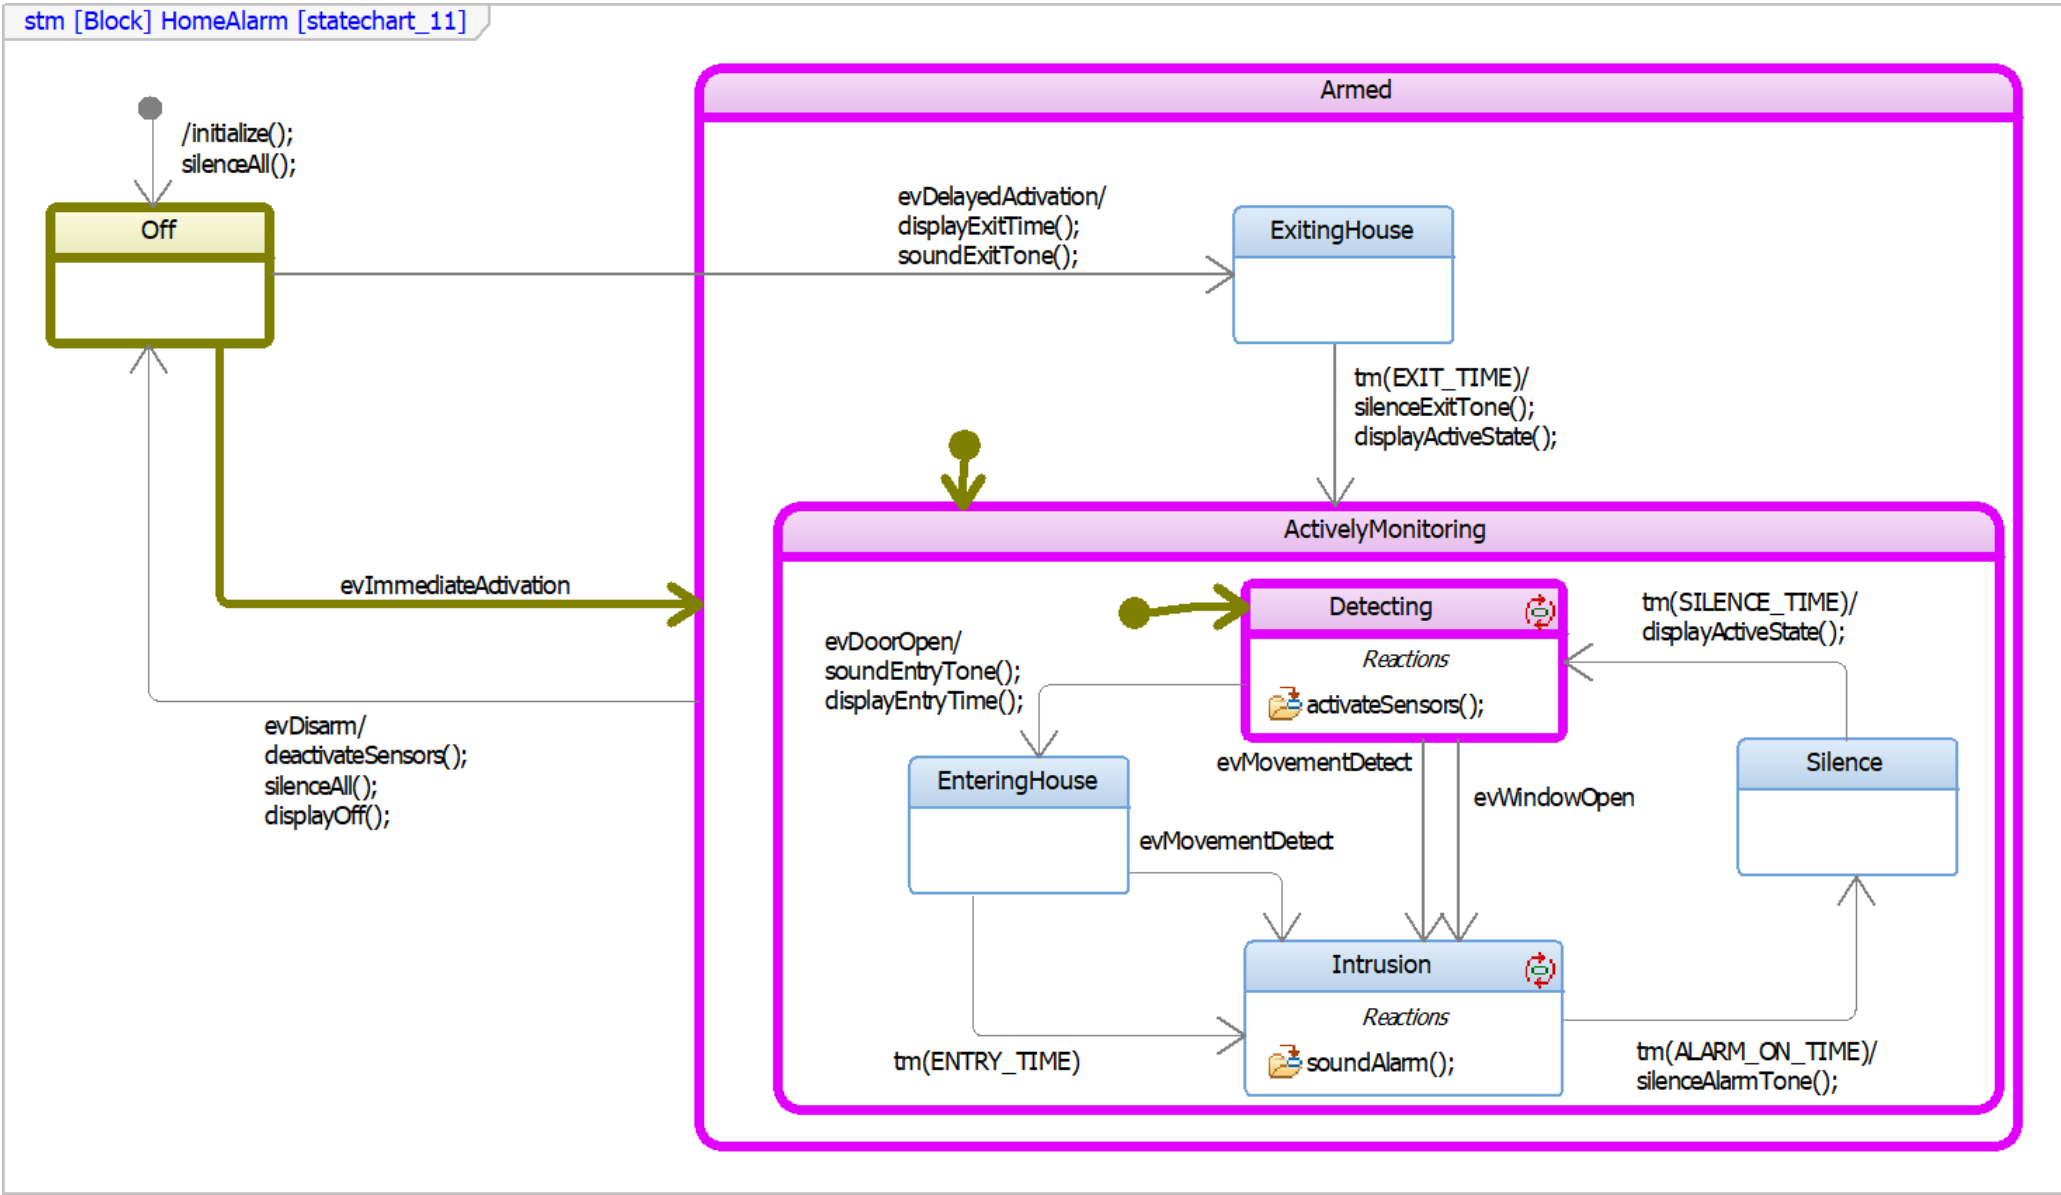 stm [Block] HomeAlarm [statechart_11]
Armed
/initialize();
silenceAll();
Off
evDelayedActivation/
displayExitTime();
soundExitTone();
ExitingHouse
tm(EXIT_TIME)/
silenceExitTone();
displayActiveState();
ActivelyMonitoring
evImmediateActivation
Detecting
Reactions
activateSensors();
tm(SILENCE_TIME)/
displayActiveState();
evDoorOpen/
soundEntryTone();
displayEntryTime();
evDisarm/
deactivateSensors();
silenceAll();
displayOff();
EnteringHouse
evMovementDetect
evWindowOpen
Silence
evMovementDetect
Intrusion
Reactions
soundAlarm();
tm(ENTRY_TIME)
tm(ALARM_ON_TIME)/
silenceAlarmTone();